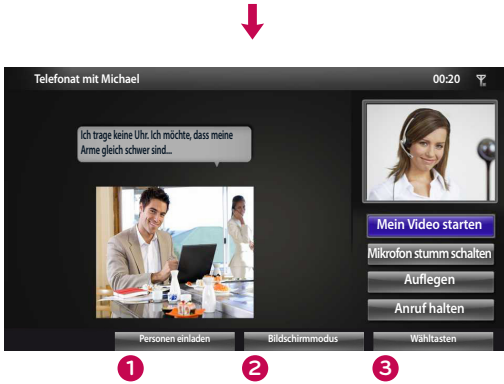 Telefonat mit Michael
00:20
Ich trage keine Uhr. Ich möchte, dass meine
Arme gleich schwer sind...
Mein Video starten
Mikrofon stumm schalten
Auflegen
Anruf halten
Personen einladen
Bildschirmmodus
Wähltasten
1
2
3